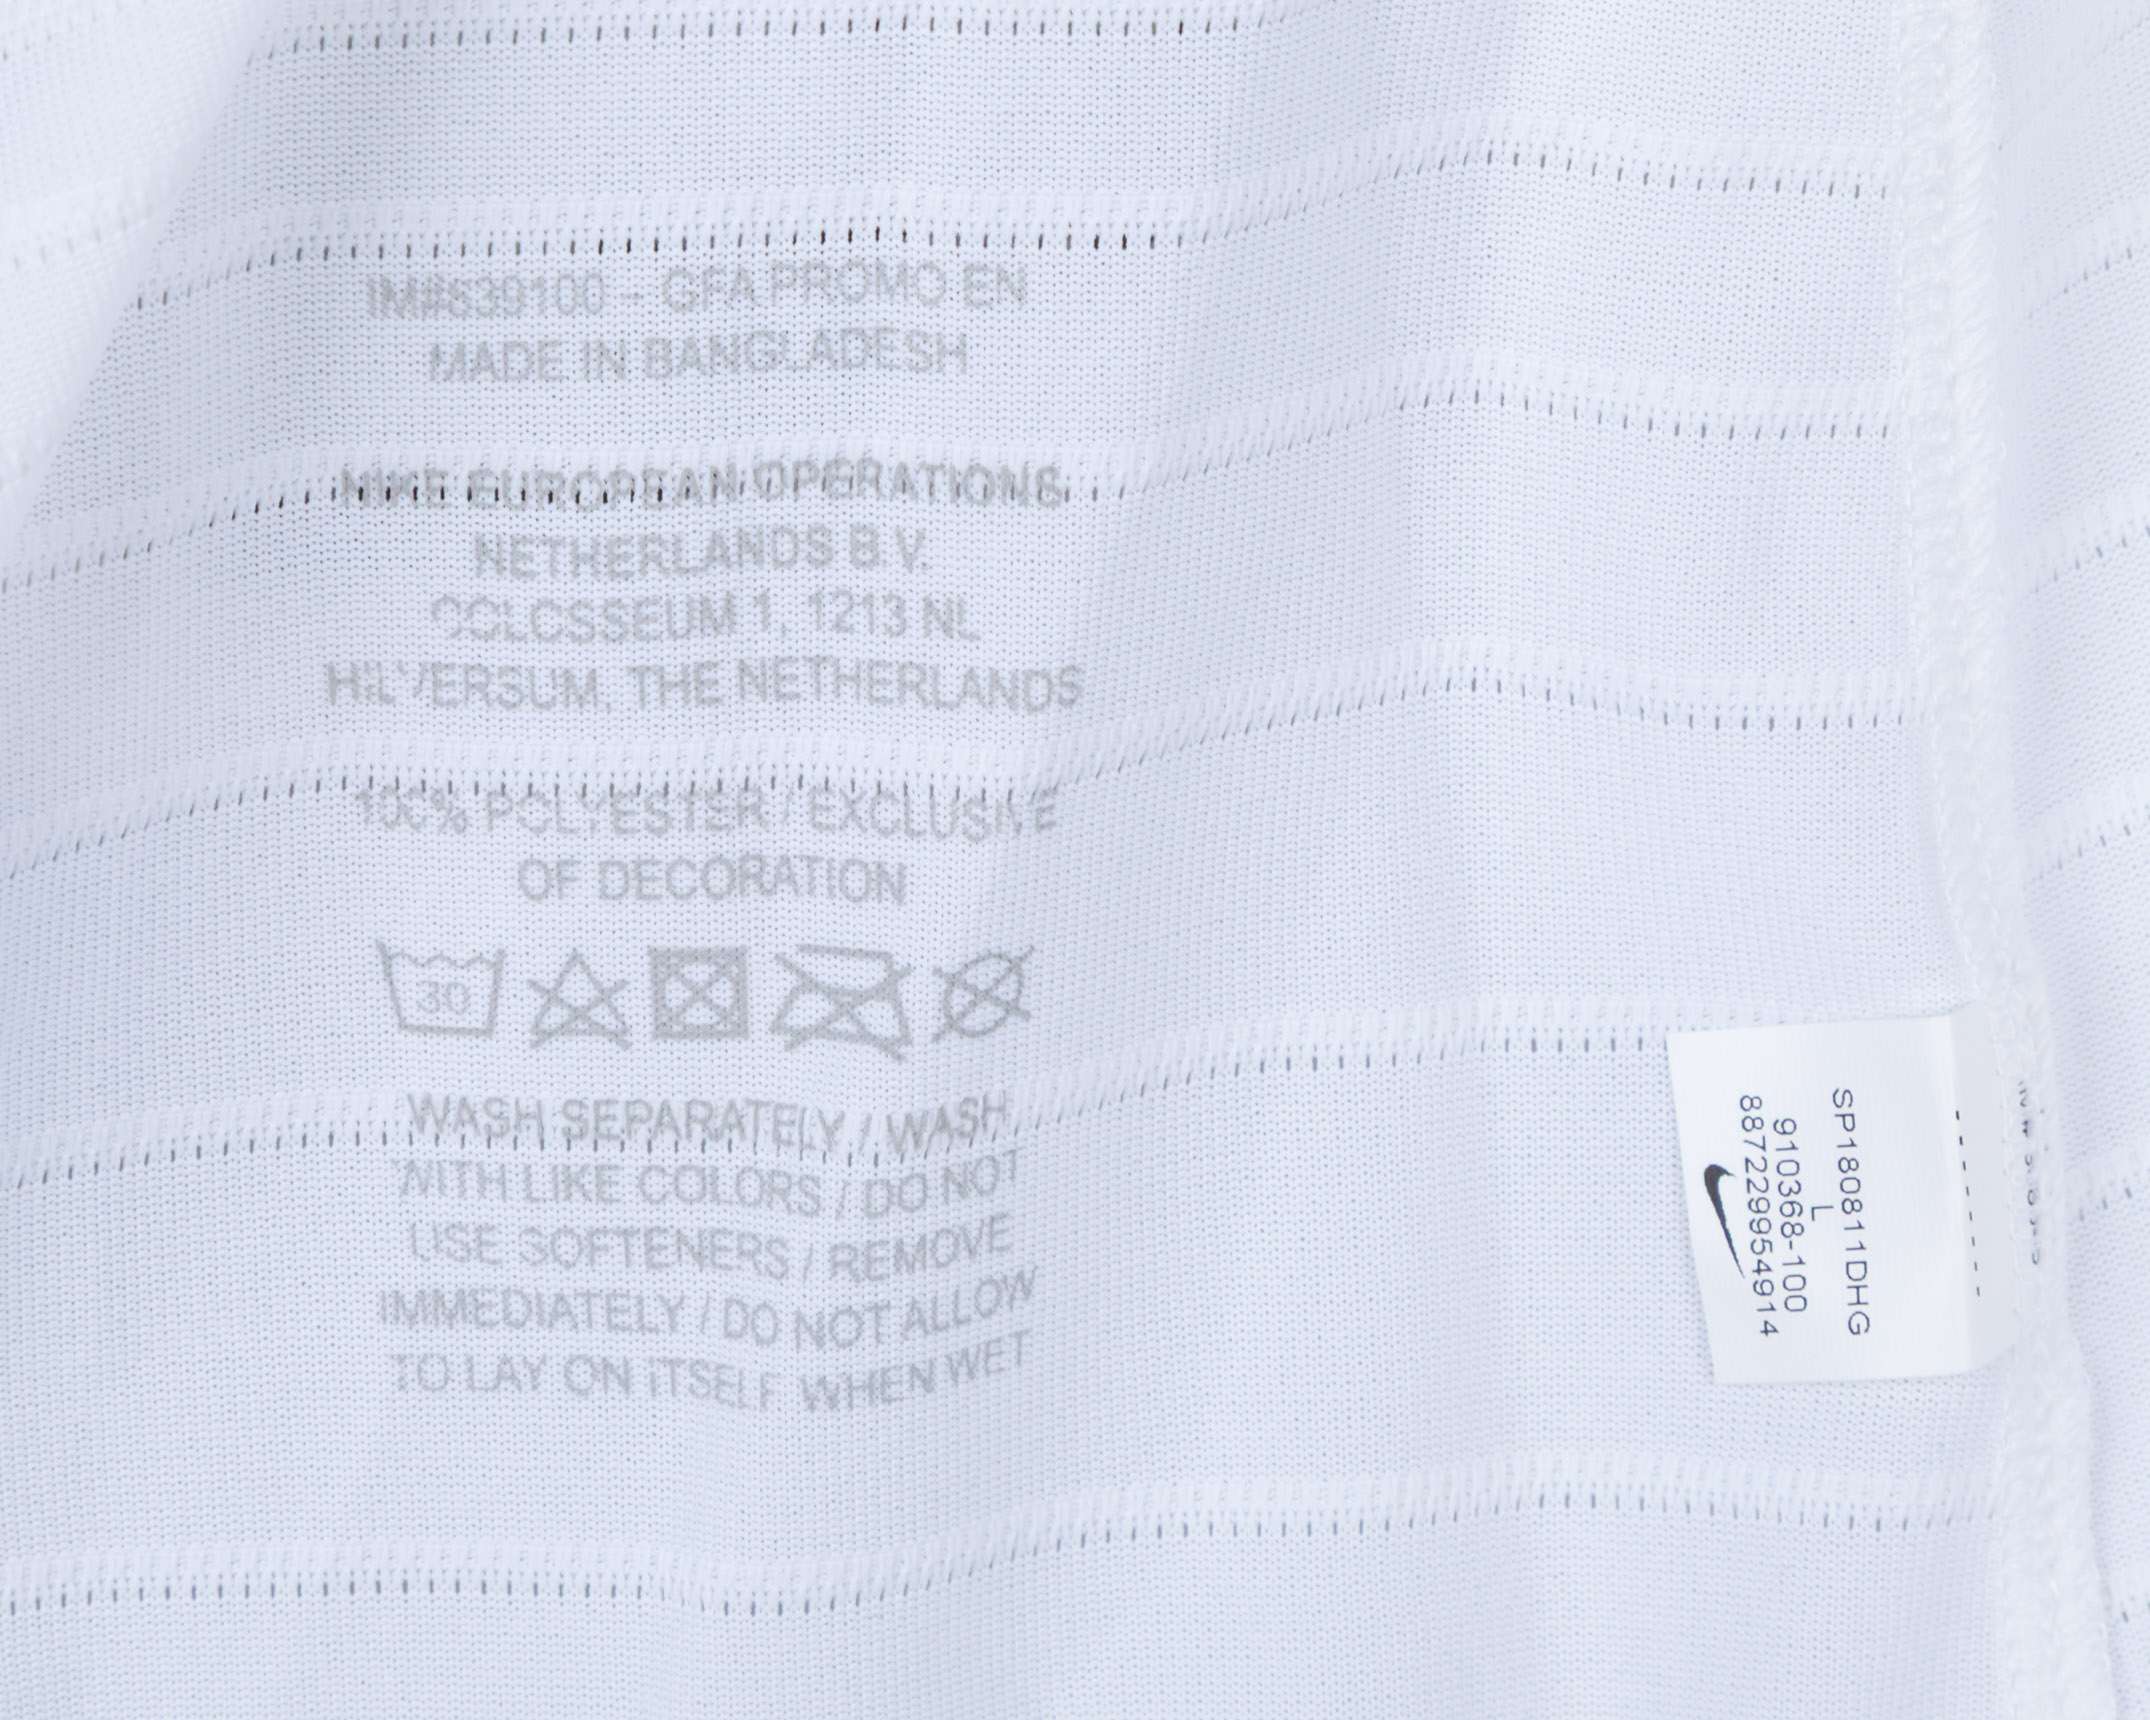 IM#839100 - GFA PROMO EN
MADE IN BANGLADESH
NIKE EUROPEAN OPERATIONS
NETHERLANDS B.V.
COLOSSEUM 1, 1213 NL
HILVERSUM, THE NETHERLANDS
100% POLYESTER / EXCLUSIVE
OF DECORATION
30
WASH SEPARATELY / WASH
WITH LIKE COLORS / DO NOT
USE SOFTENERS / REMOVE
IMMEDIATELY / DO NOT ALLOW
TO LAY ON ITSELF WHEN WET
SP180811DHG
L
910368-100
887229954914